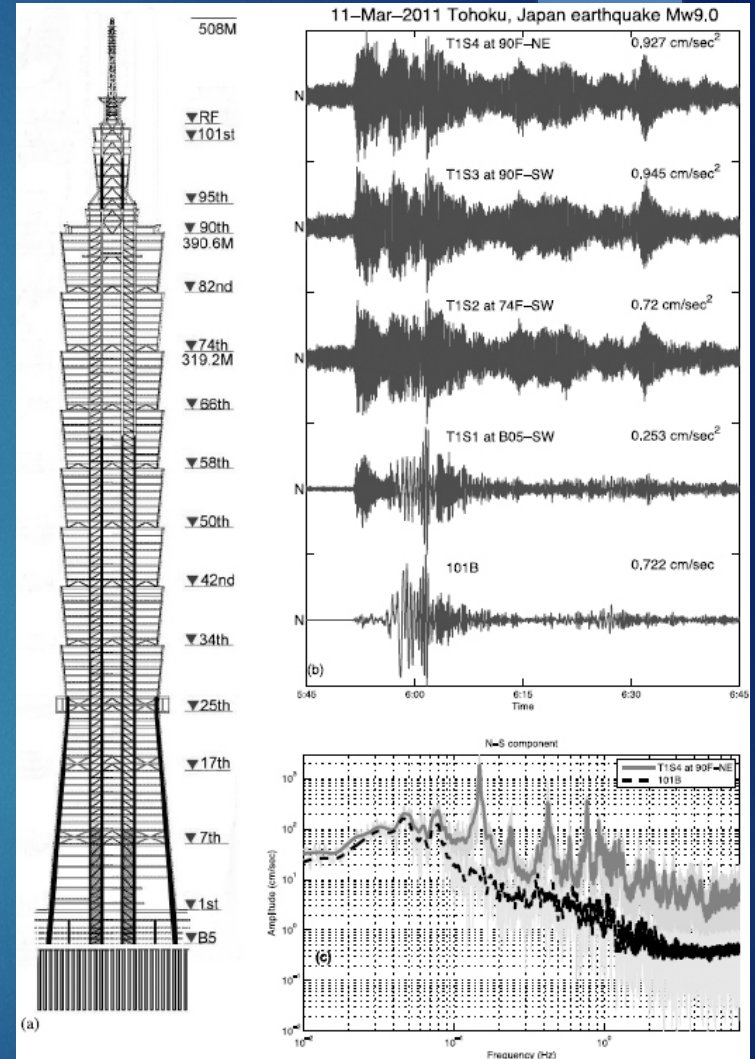 508M
▼RF
▼101st
▼95th
▼90th
390.6M
▼82nd
▼74th
319.2M
▼66th
▼58th
▼50th
▼42nd
▼34th
▼25th
▼17th
▼7th
▼1st
▼B5
(a)
11–Mar–2011 Tohoku, Japan earthquake Mw9.0
T1S4 at 90F–NE 0.927 cm/sec²
N
T1S3 at 90F–SW 0.945 cm/sec²
N
T1S2 at 74F–SW 0.72 cm/sec²
N
T1S1 at B05–SW 0.253 cm/sec²
N
101B 0.722 cm/sec
N
(b)
5:45 6:00 6:15 6:30 6:45
Time
N–S component
T1S4 at 90F–NE
101B
Amplitude (cm/sec)
(c)
Frequency (Hz)